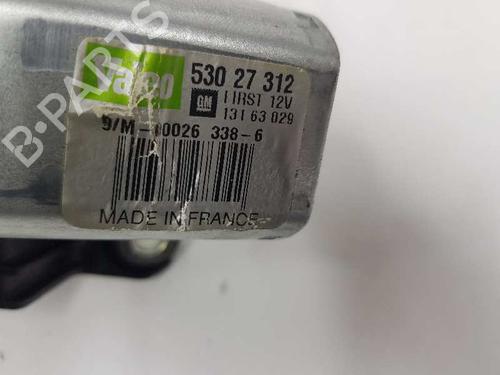 B-PARTS
Valeo
530 27 312
GM
FIRST 12V
131 63 029
9/M-00026 338-6
MADE IN FRANCE